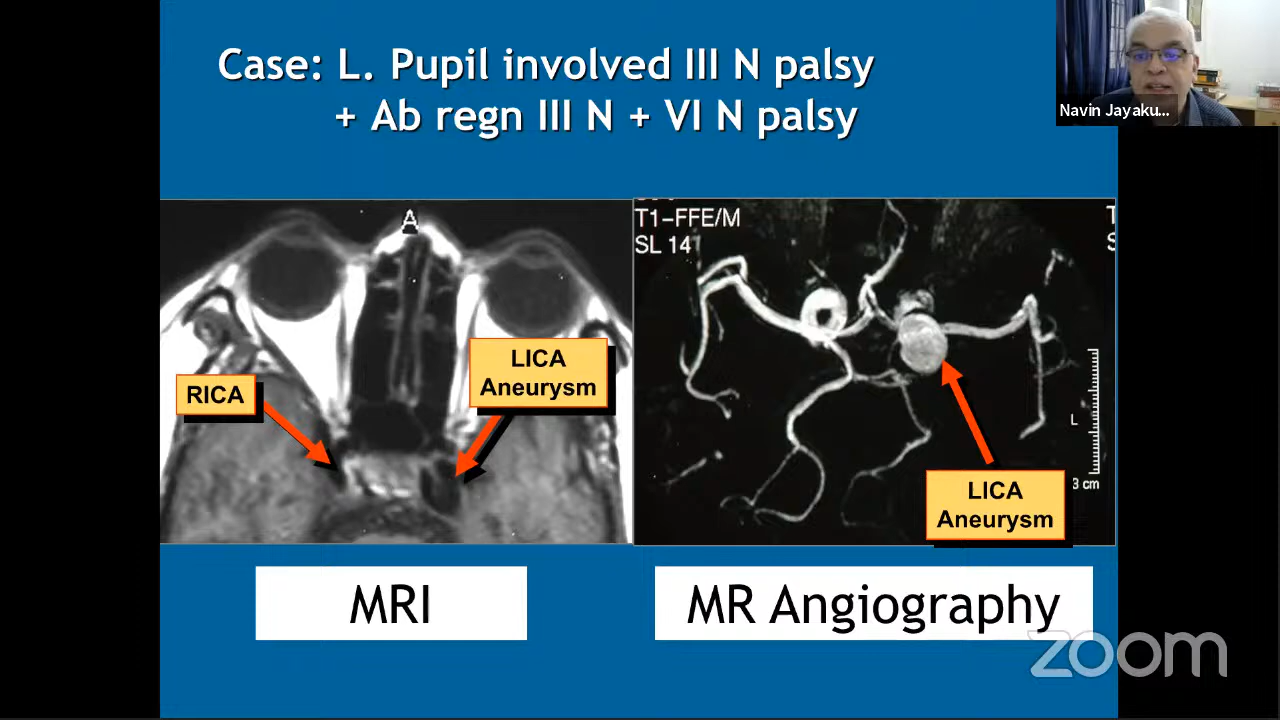 Case: L. Pupil involved III N palsy
+ Ab regn III N + VI N palsy
Navin Jayaku...
A
RICA
LICA
Aneurysm
T1-FFE/M
SL 141
L
3 cm
LICA
Aneurysm
MRI
MR Angiography
zoom